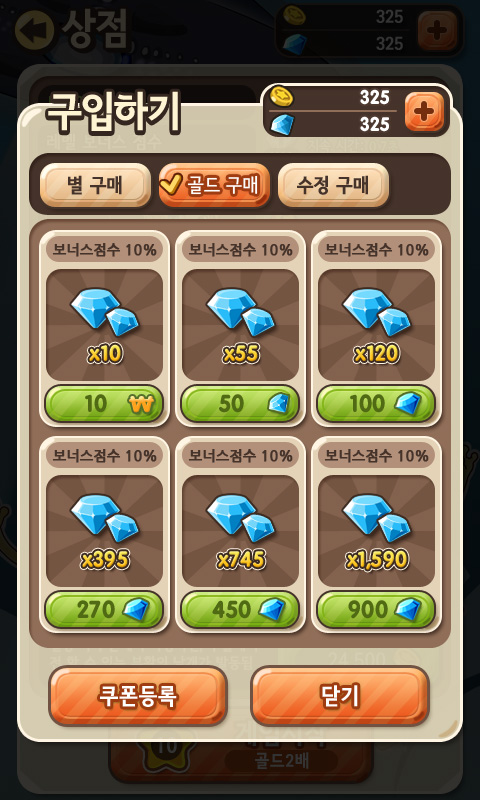 상점
325
325
구입하기
325
325
별 구매
골드 구매
수정 구매
보너스점수 10%
보너스점수 10%
보너스점수 10%
x10
x55
x120
10 ₩
50
100
보너스점수 10%
보너스점수 10%
보너스점수 10%
x395
x745
x1,590
270
450
900
쿠폰등록
닫기
10
골드2배